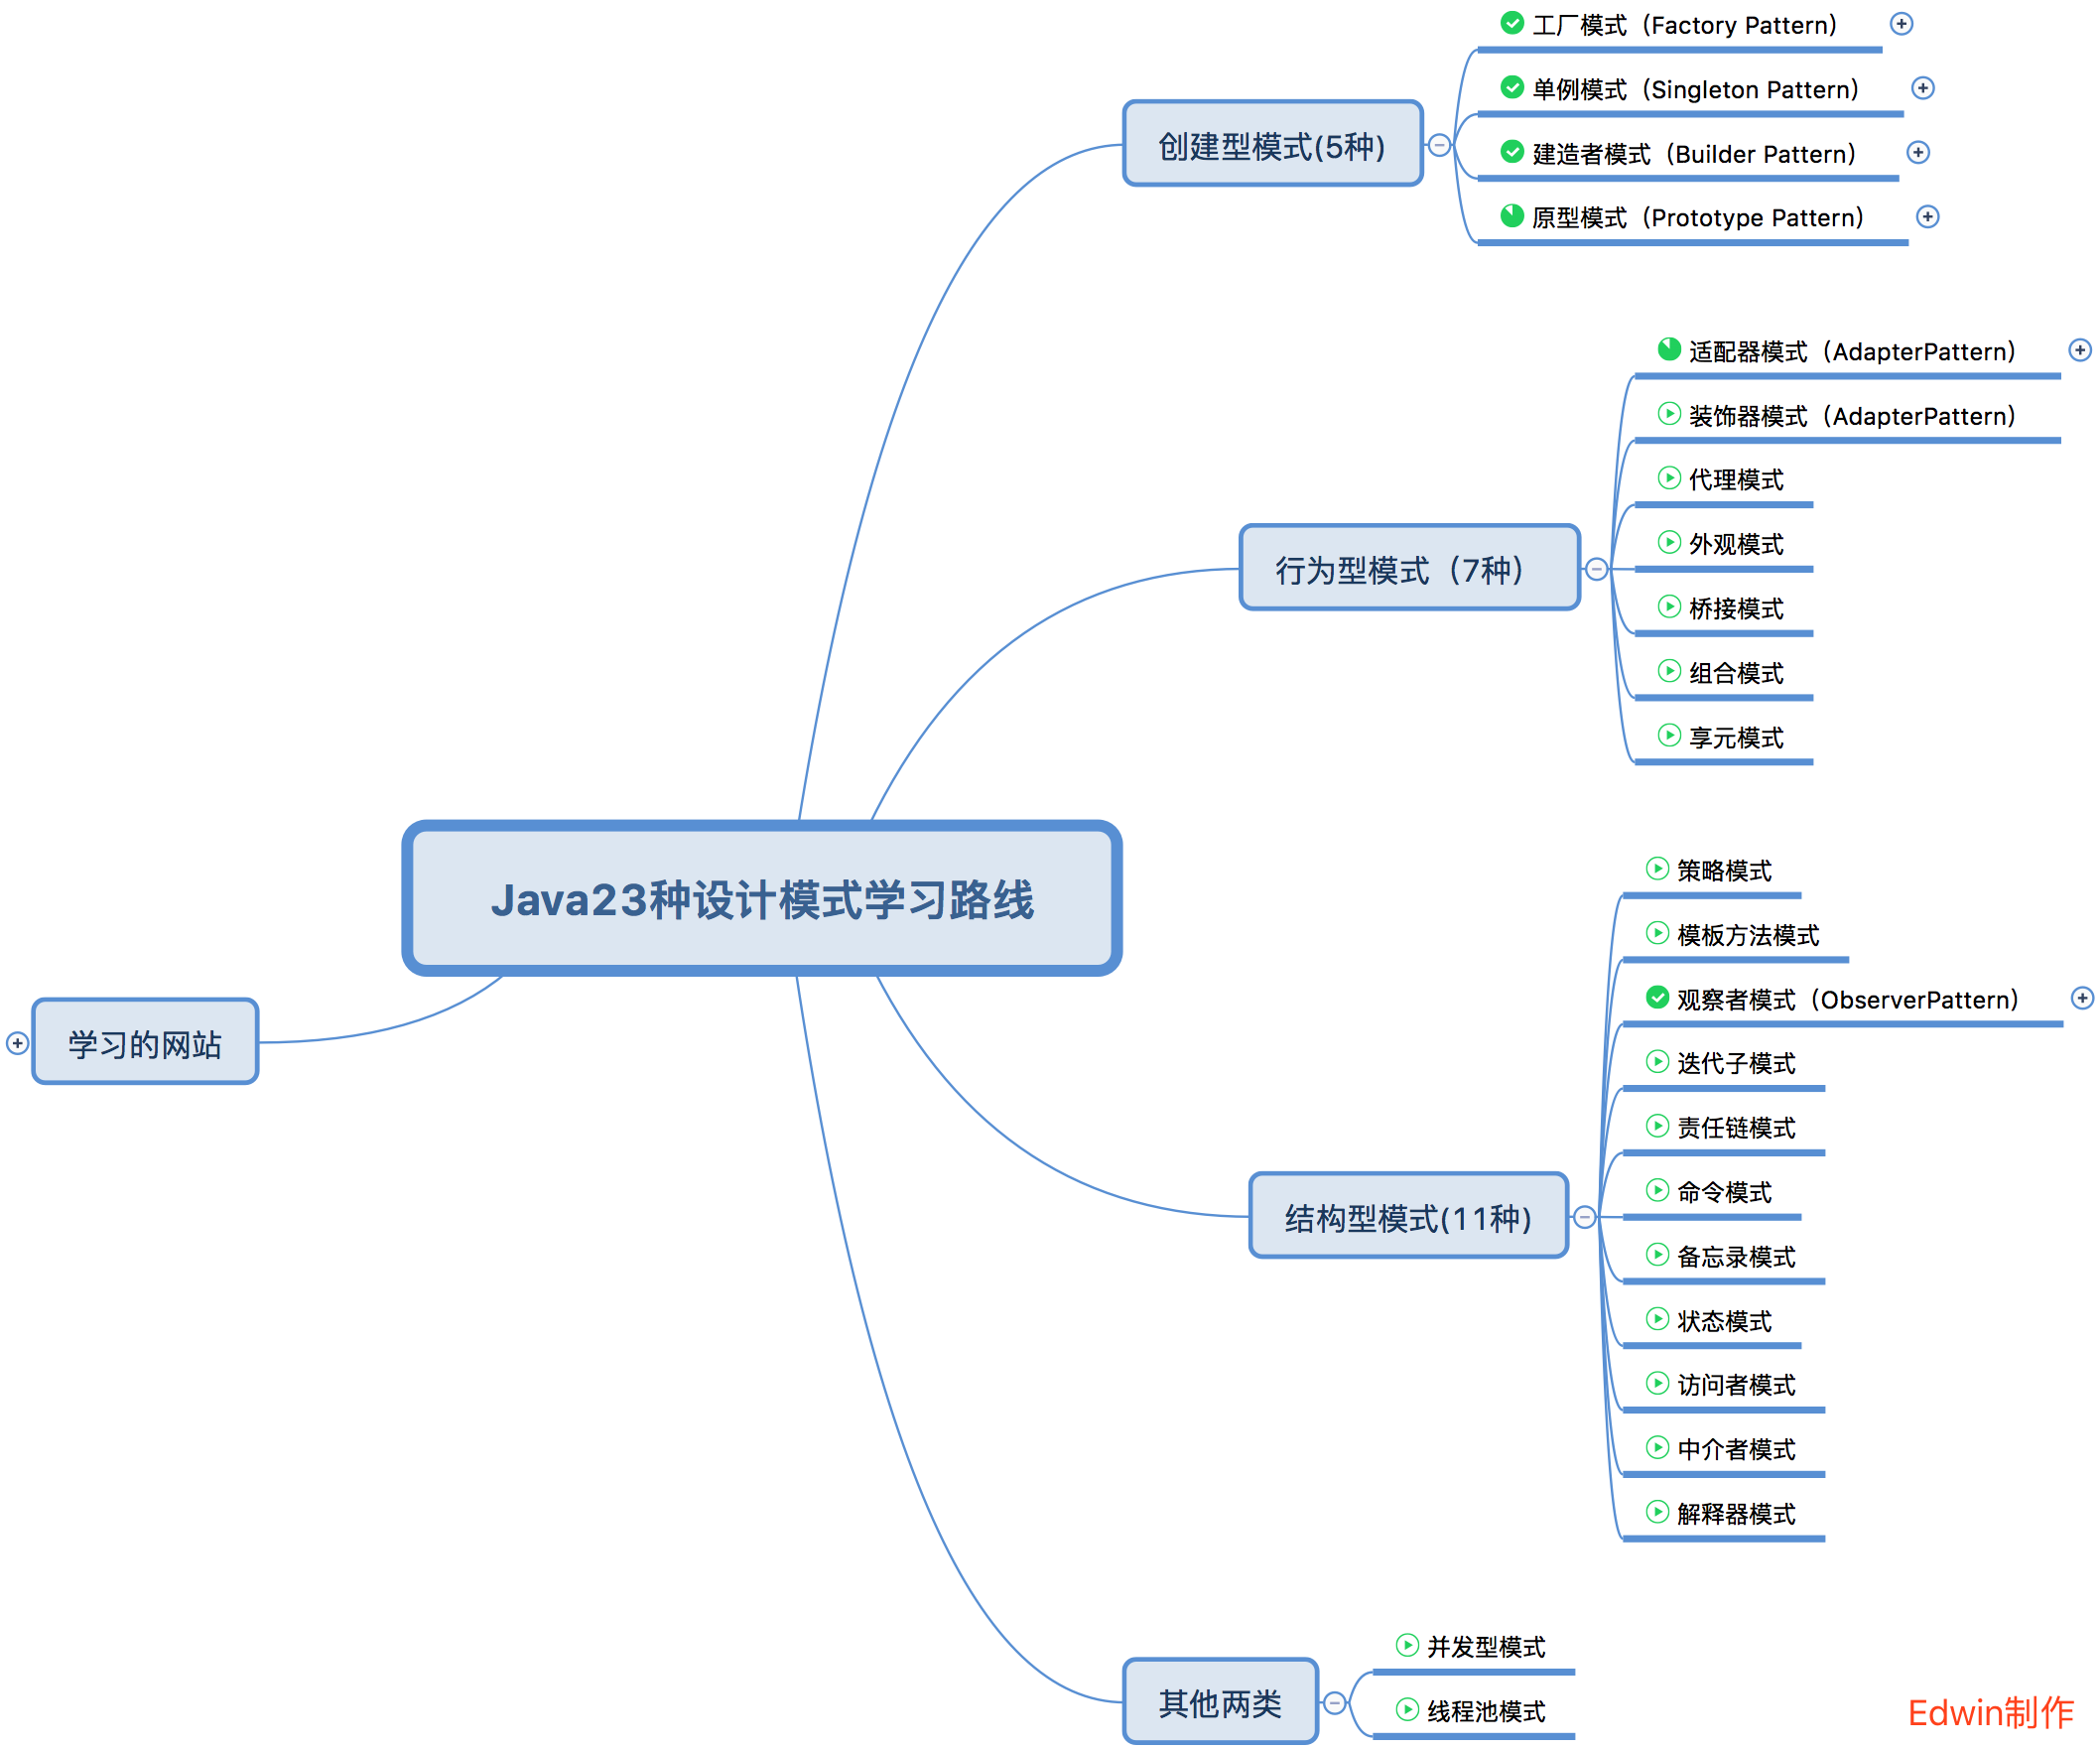 工厂模式（Factory Pattern）
单例模式（Singleton Pattern）
创建型模式(5种)
建造者模式（Builder Pattern）
原型模式（Prototype Pattern）
适配器模式（AdapterPattern）
装饰器模式（AdapterPattern）
代理模式
外观模式
行为型模式（7种）
桥接模式
组合模式
享元模式
Java23种设计模式学习路线
学习的网站
策略模式
模板方法模式
观察者模式（ObserverPattern）
迭代子模式
责任链模式
命令模式
结构型模式(11种)
备忘录模式
状态模式
访问者模式
中介者模式
解释器模式
并发型模式
其他两类
线程池模式
Edwin制作